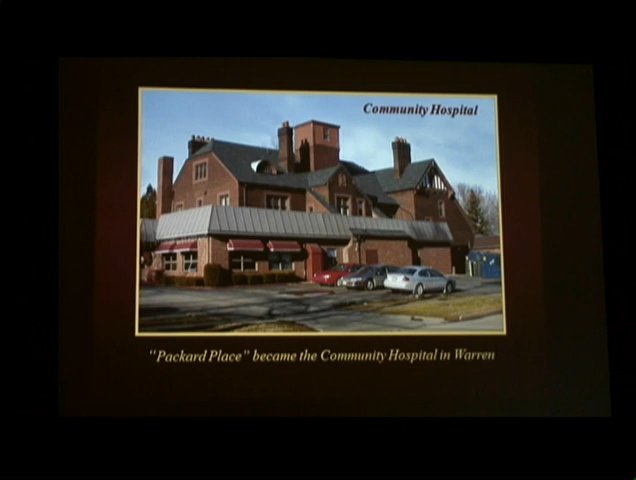 Community Hospital
"Packard Place" became the Community Hospital in Warren